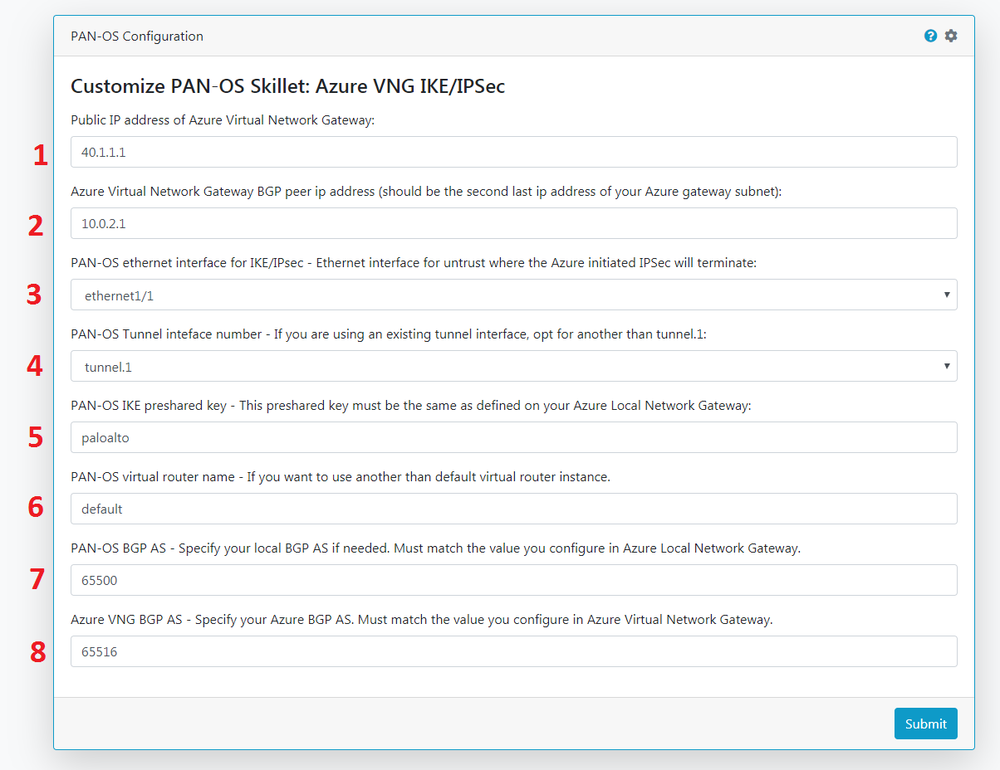 PAN-OS Configuration
Customize PAN-OS Skillet: Azure VNG IKE/IPSec
Public IP address of Azure Virtual Network Gateway:
1
40.1.1.1
Azure Virtual Network Gateway BGP peer ip address (should be the second last ip address of your Azure gateway subnet):
2
10.0.2.1
PAN-OS ethernet interface for IKE/IPsec - Ethernet interface for untrust where the Azure initiated IPSec will terminate:
3
ethernet1/1
PAN-OS Tunnel inteface number - If you are using an existing tunnel interface, opt for another than tunnel.1:
4
tunnel.1
PAN-OS IKE preshared key - This preshared key must be the same as defined on your Azure Local Network Gateway:
5
paloalto
PAN-OS virtual router name - If you want to use another than default virtual router instance.
6
default
PAN-OS BGP AS - Specify your local BGP AS if needed. Must match the value you configure in Azure Local Network Gateway.
7
65500
Azure VNG BGP AS - Specify your Azure BGP AS. Must match the value you configure in Azure Virtual Network Gateway.
8
65516
Submit